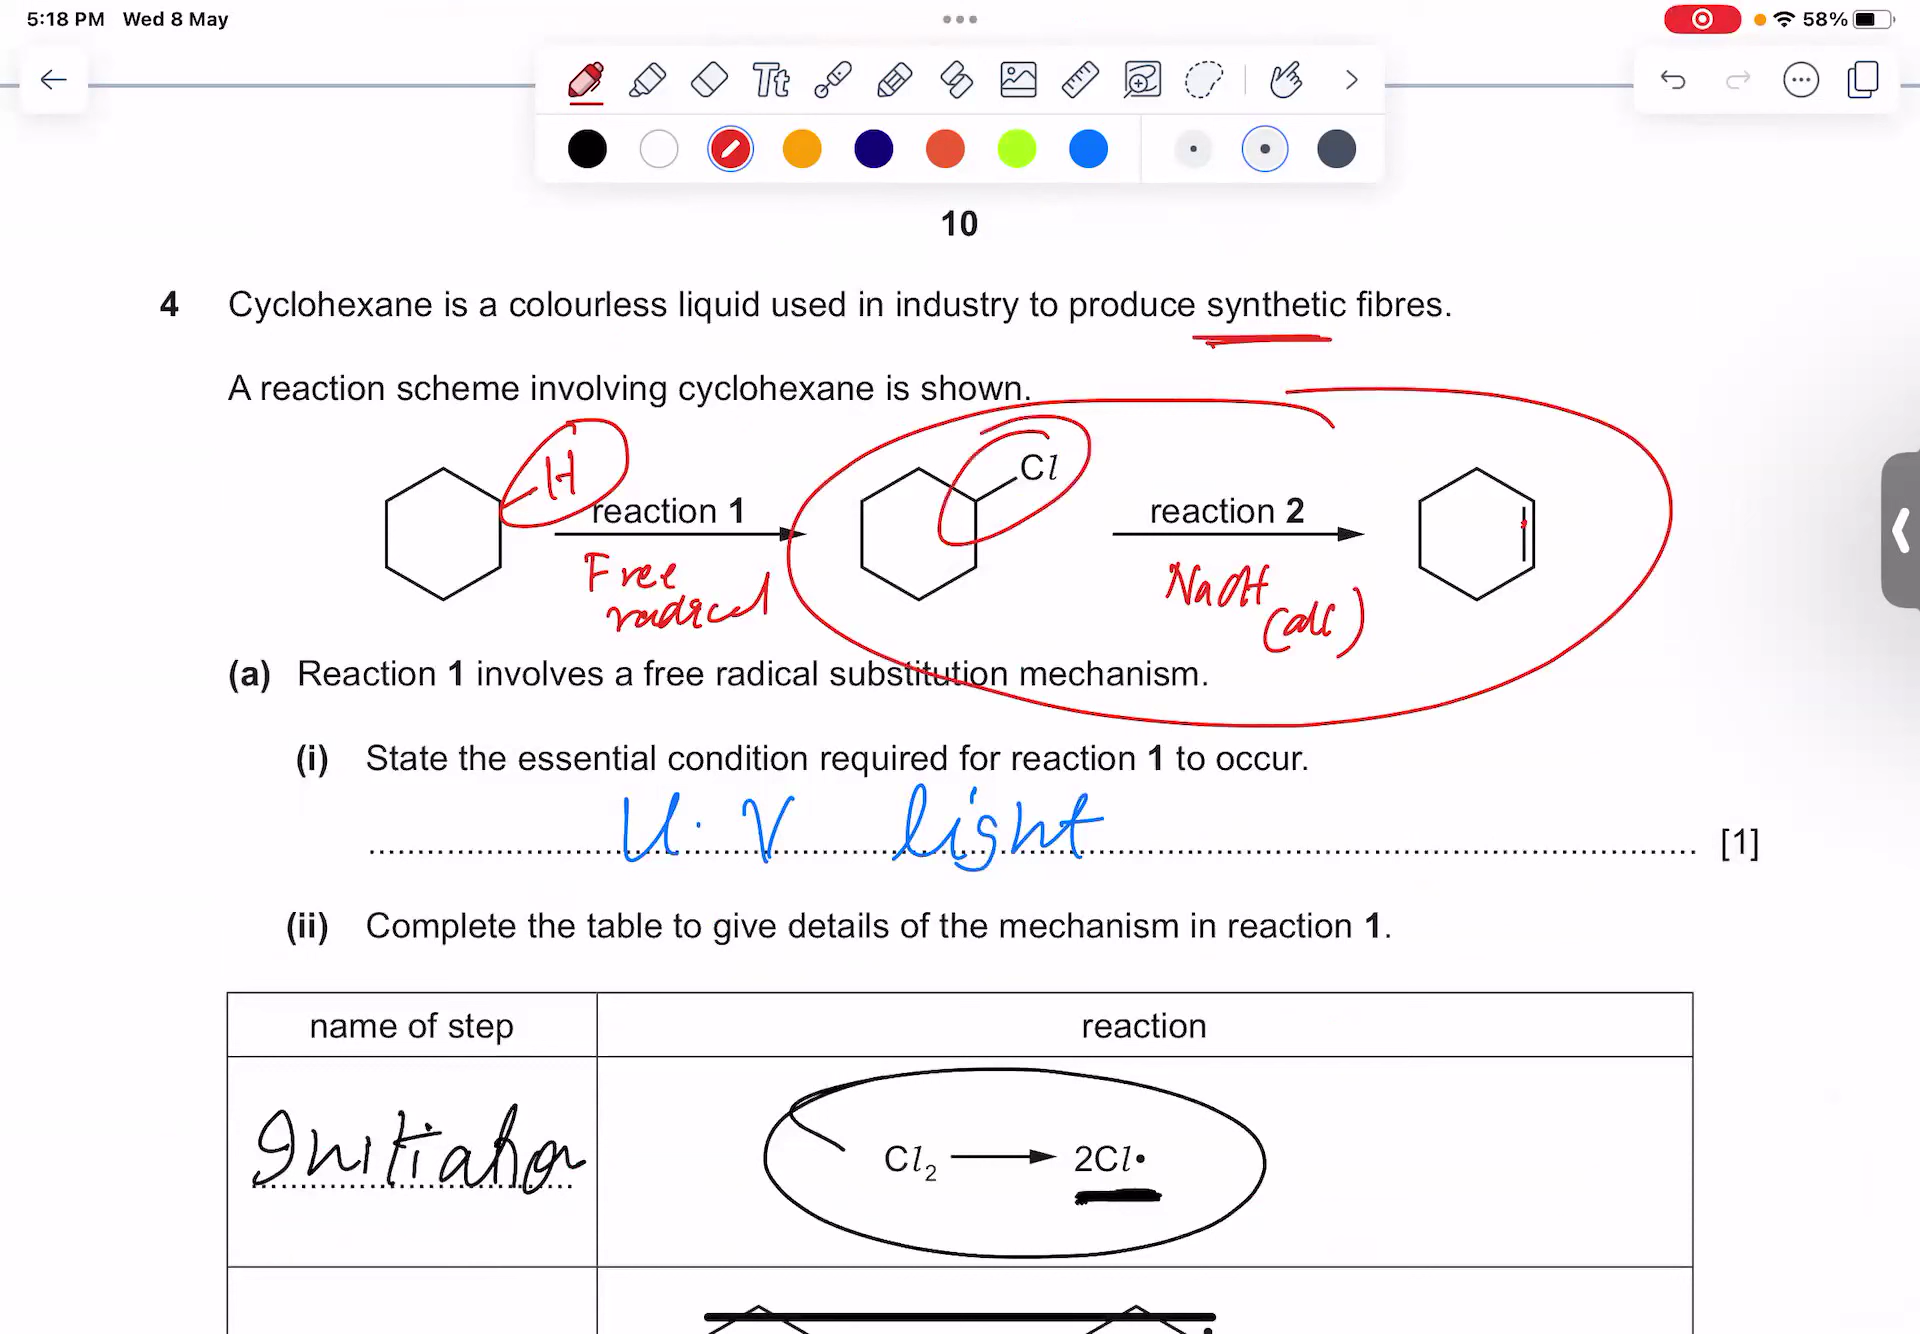 5:18 PM Wed 8 May
58%
Tt
10
4 Cyclohexane is a colourless liquid used in industry to produce synthetic fibres.
A reaction scheme involving cyclohexane is shown.
H
Cl
reaction 1
reaction 2
Free
radical
NaOH
(alc)
(a) Reaction 1 involves a free radical substitution mechanism.
(i) State the essential condition required for reaction 1 to occur.
U.V light
[1]
(ii) Complete the table to give details of the mechanism in reaction 1.
name of step reaction
Initiation Cl₂ → 2Cl•